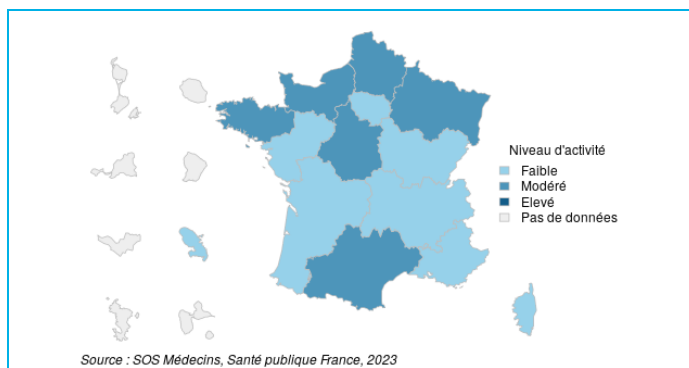 Niveau d'activité
Faible
Modéré
Elevé
Pas de données
Source : SOS Médecins, Santé publique France, 2023